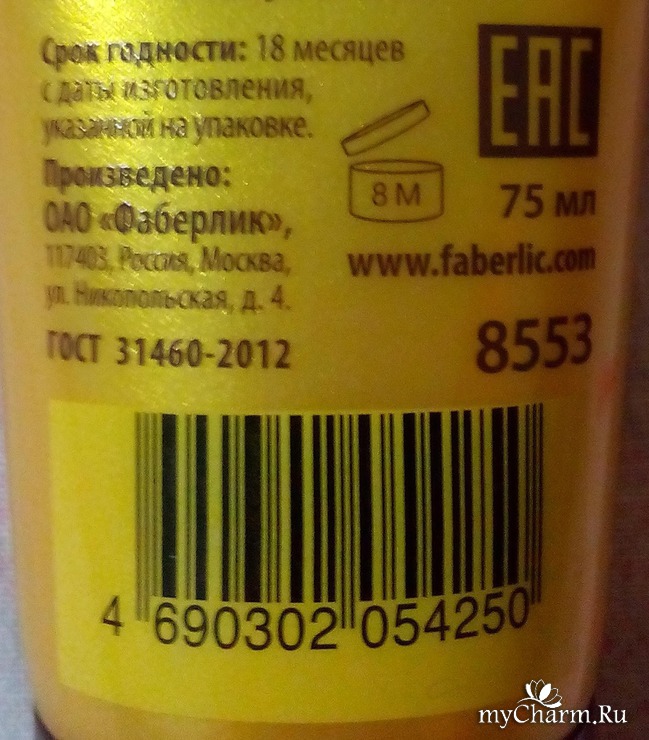 Срок годности: 18 месяцев
с даты изготовления,
указанной на упаковке.
EAC
Произведено:
ОАО «Фаберлик»,
117403, Россия, Москва,
ул. Никопольская, д. 4.
8 M
75 мл
www.faberlic.com
ГОСТ 31460-2012
8553
4 690302 054250
myCharm.Ru